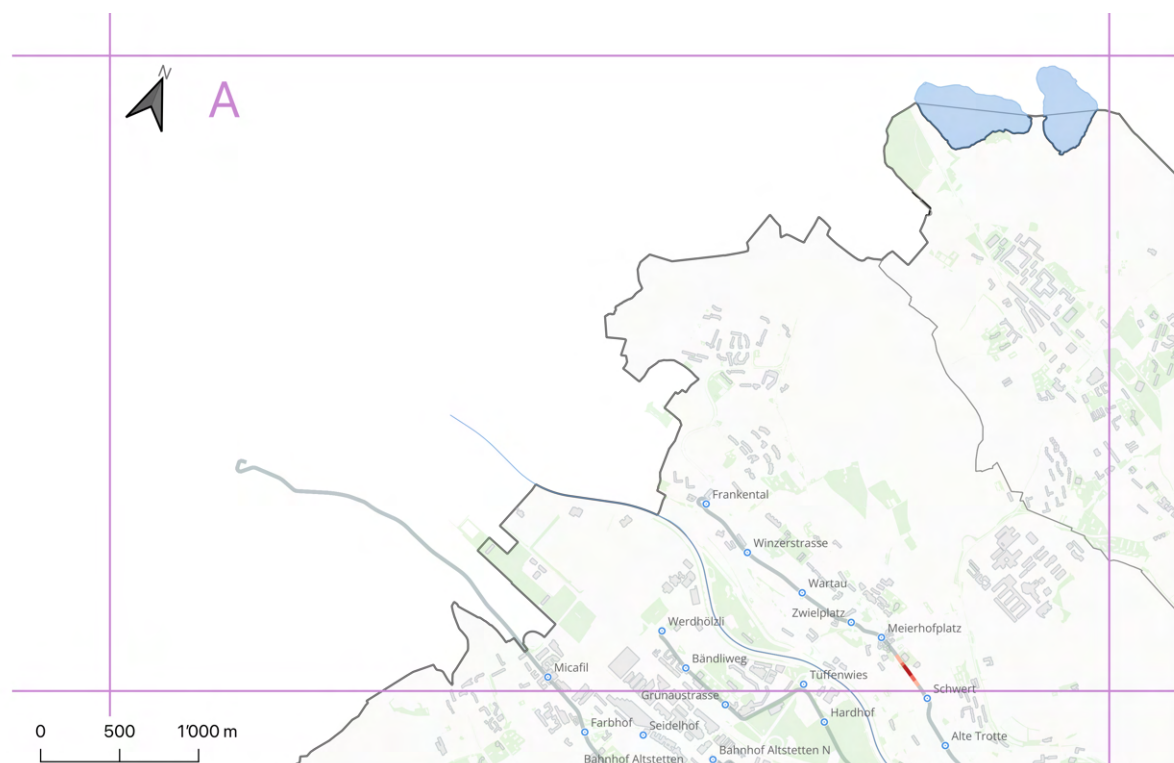 N
A
Frankental
Winzerstrasse
Wartau
Zwielplatz
Meierhofplatz
Werdhölzli
Bändliweg
Micafil
Tüffenwies
Grünaustrasse
Schwert
Hardhof
Farbhof
Seidelhof
Alte Trotte
Bahnhof Altstetten N
Bahnhof Altstetten
0 500 1'000 m